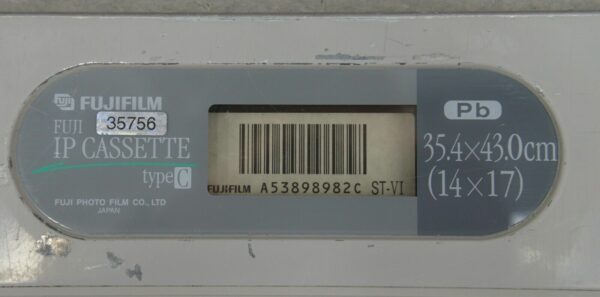 FUJI FUJIFILM
FUJI 35756
IP CASSETTE
type C
FUJI PHOTO FILM CO., LTD
JAPAN
FUJIFILM A53898982C ST-VI
Pb
35.4×43.0cm
(14×17)